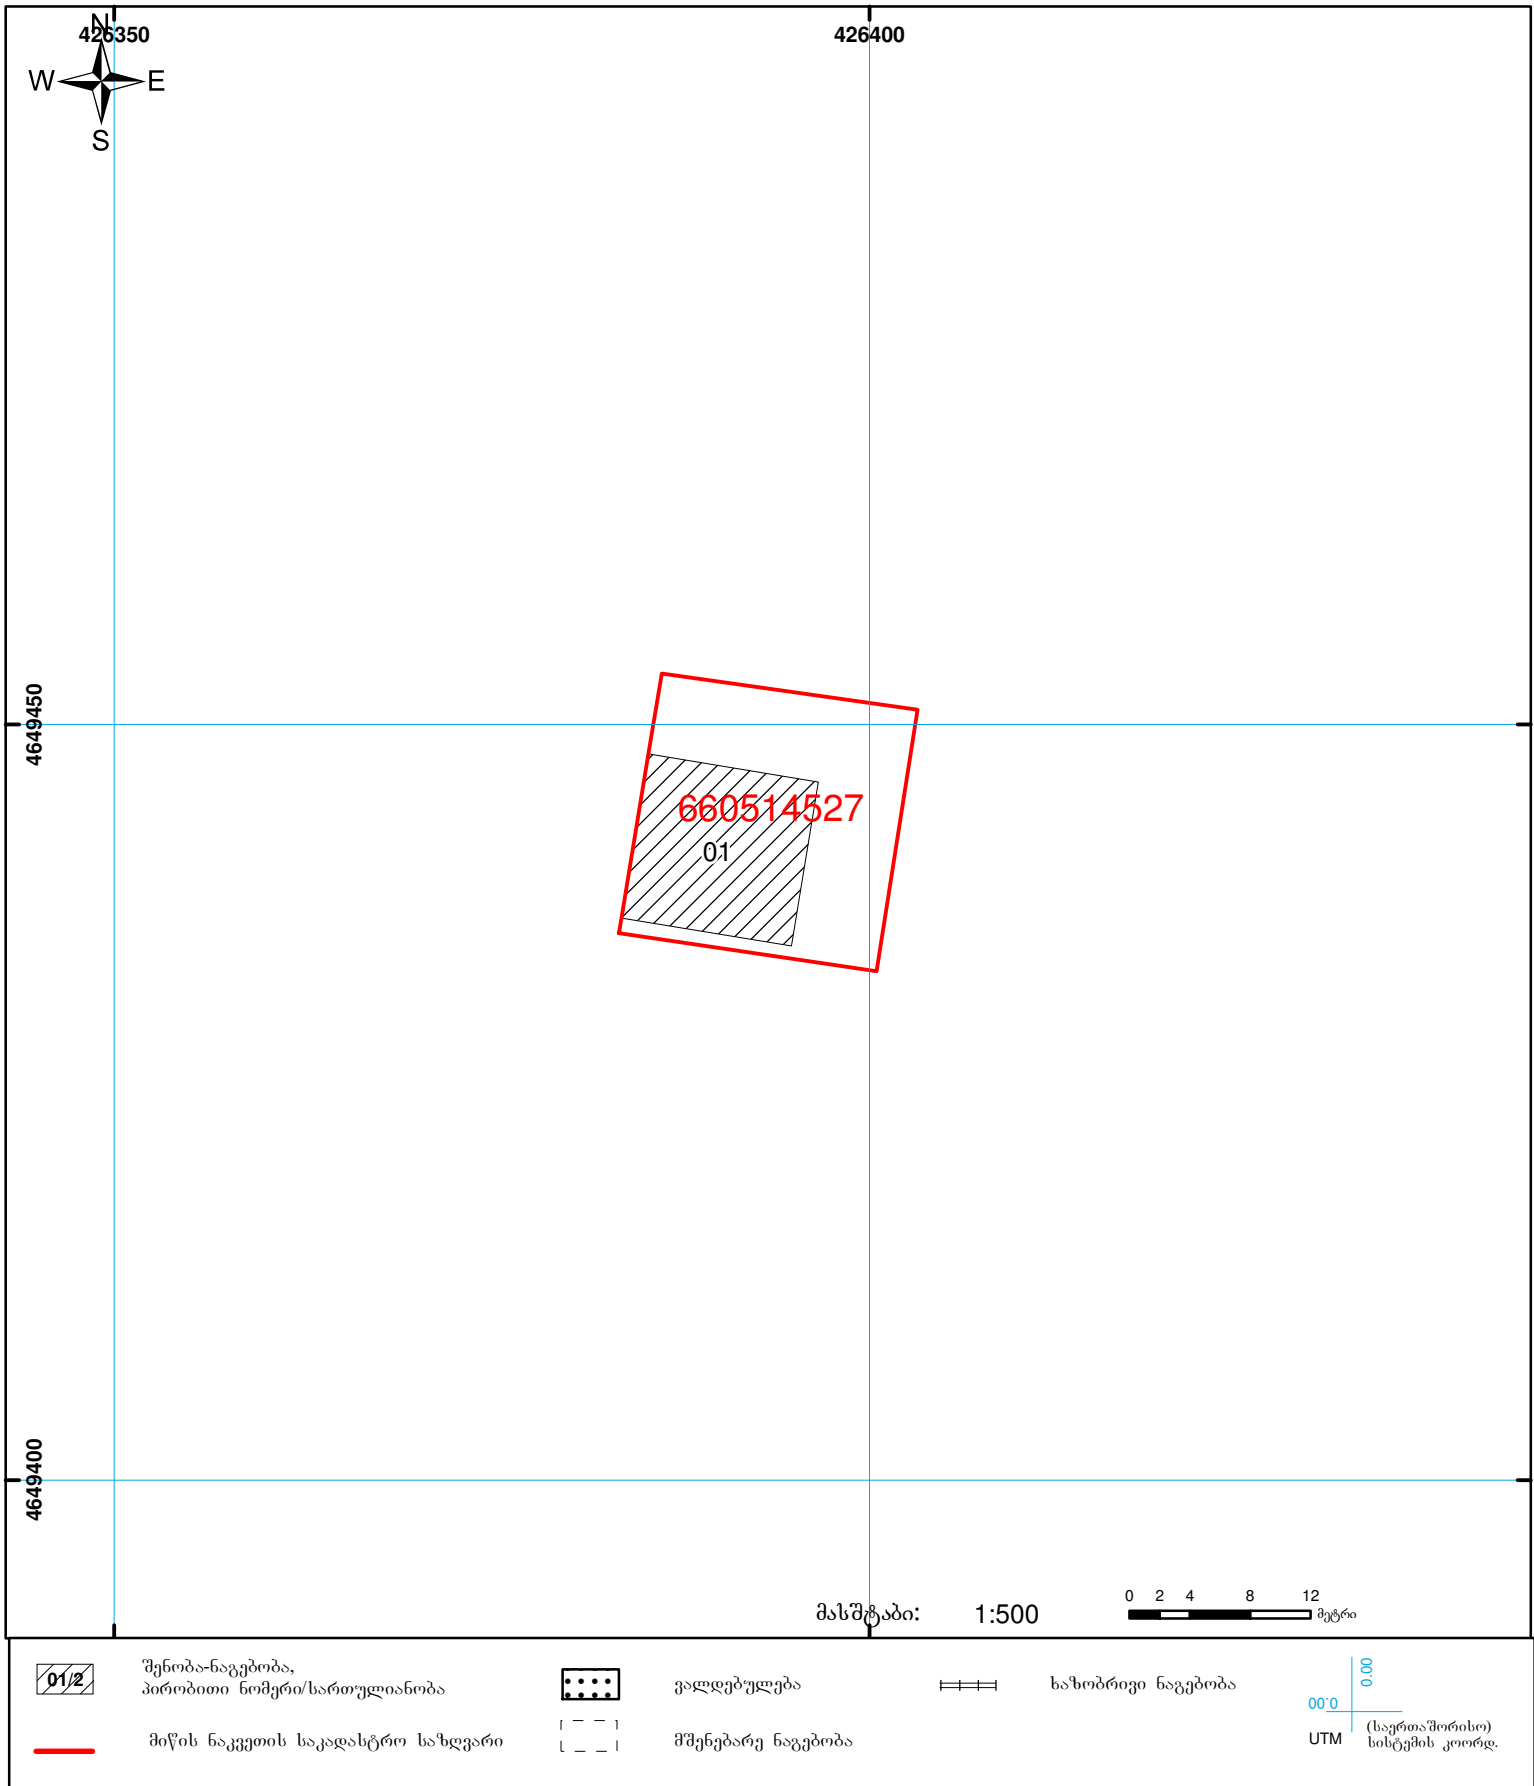 426350
426400
N
W
E
S
4649450
660514527
01
4649400
მასშტაბი: 1:500
0 2 4 8 12
მეტრი
01/2
შენობა-ნაგებობა,
პირობითი ნომერი/სართულიანობა
ვალდებულება
ხაზობრივი ნაგებობა
0.00
00.0
მიწის ნაკვეთის საკადასტრო საზღვარი
მშენებარე ნაგებობა
UTM
(საერთაშორისო)
სისტემის კოორდ.